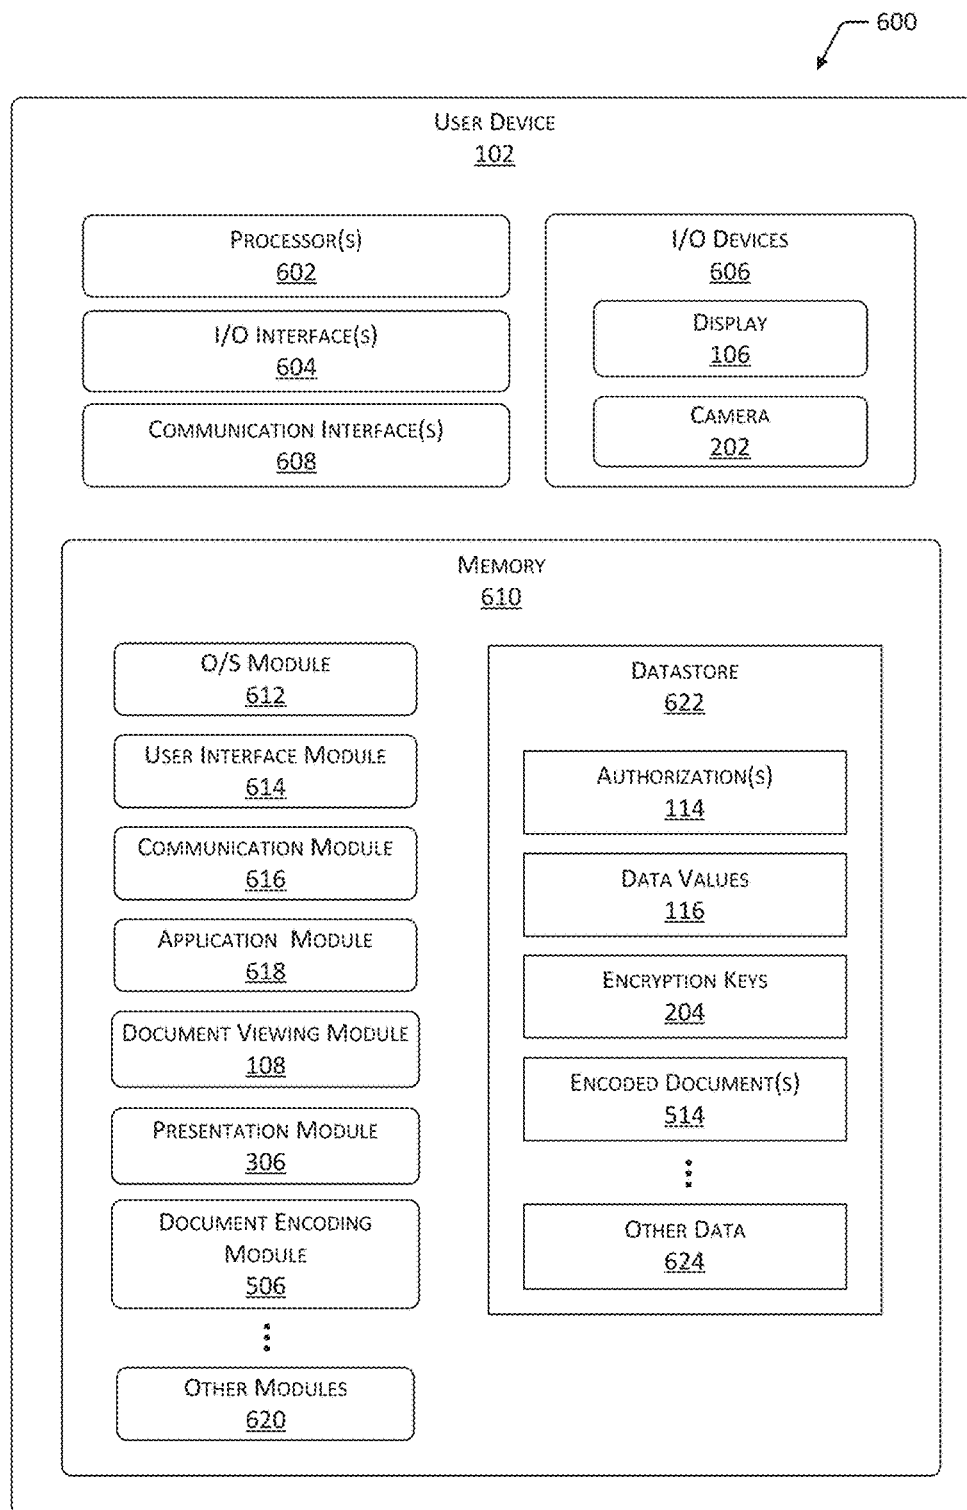 600
USER DEVICE
102
PROCESSOR(S)
602
I/O INTERFACE(S)
604
COMMUNICATION INTERFACE(S)
608
I/O DEVICES
606
DISPLAY
106
CAMERA
202
MEMORY
610
O/S MODULE
612
USER INTERFACE MODULE
614
COMMUNICATION MODULE
616
APPLICATION MODULE
618
DOCUMENT VIEWING MODULE
108
PRESENTATION MODULE
306
DOCUMENT ENCODING
MODULE
506
OTHER MODULES
620
DATASTORE
622
AUTHORIZATION(S)
114
DATA VALUES
116
ENCRYPTION KEYS
204
ENCODED DOCUMENT(S)
514
OTHER DATA
624